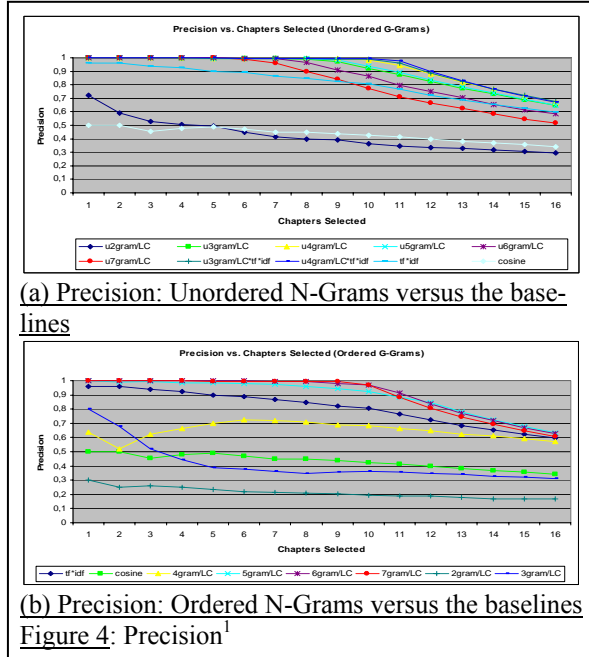 Precision vs. Chapters Selected (Unordered G-Grams)
Precision
1
0,9
0,8
0,7
0,6
0,5
0,4
0,3
0,2
0,1
0
1 2 3 4 5 6 7 8 9 10 11 12 13 14 15 16
Chapters Selected
u2gram/LC u3gram/LC u4gram/LC u5gram/LC u6gram/LC
u7gram/LC u3gram/LC*tf*idf u4gram/LC*tf*idf tf*idf cosine
(a) Precision: Unordered N-Grams versus the base-
lines
Precision vs. Chapters Selected (Ordered G-Grams)
Precision
1
0,9
0,8
0,7
0,6
0,5
0,4
0,3
0,2
0,1
0
1 2 3 4 5 6 7 8 9 10 11 12 13 14 15 16
Chapters Selected
tf*idf cosine 4gram/LC 5gram/LC 6gram/LC 7gram/LC 2gram/LC 3gram/LC
(b) Precision: Ordered N-Grams versus the baselines
Figure 4: Precision1